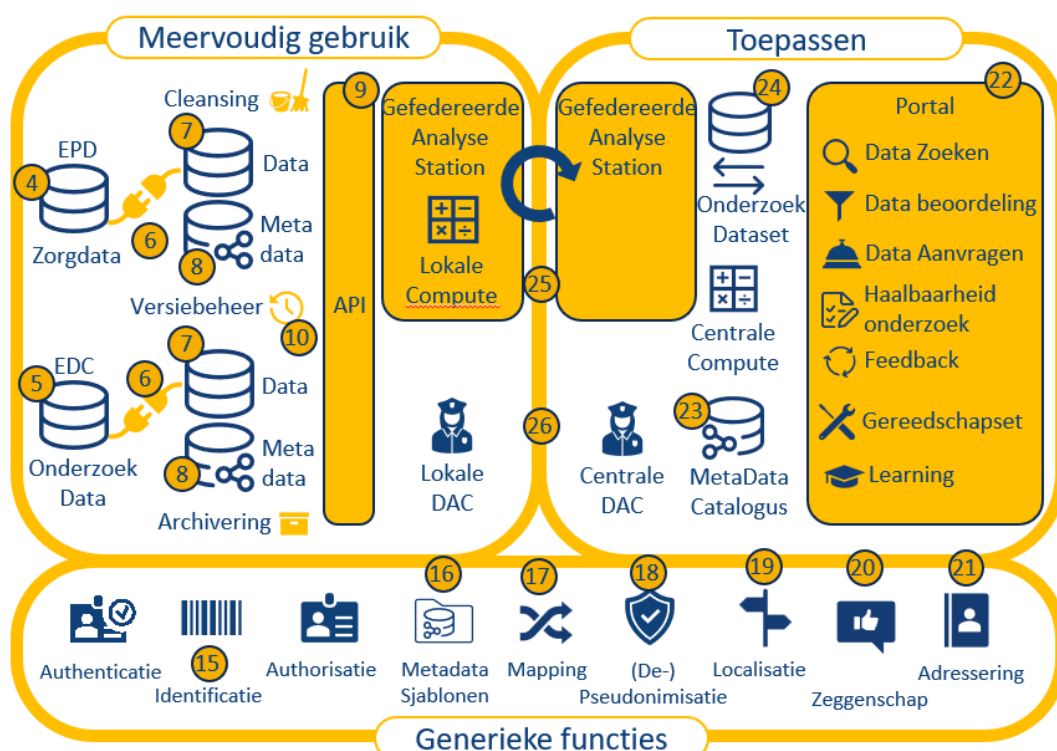 Meervoudig gebruik
Cleansing
7
EPD
4
Data
6
Zorgdata
Meta
data
8
Versiebeheer
10
7
EDC
5
6
Data
Onderzoek
Data
Meta
data
8
Archivering
9
API
Gefedereerde
Analyse
Station
Lokale
Compute
Lokale
DAC
25
26
Toepassen
Gefedereerde
Analyse
Station
24
Onderzoek
Dataset
Centrale
Compute
Centrale
DAC
23
MetaData
Catalogus
22
Portal
Data Zoeken
Data beoordeling
Data Aanvragen
Haalbaarheid
onderzoek
Feedback
Gereedschapset
Learning
Authenticatie
15
Identificatie
Authorisatie
16
Metadada
Sjablonen
17
Mapping
18
(De-)
Pseudonimisatie
19
Localisatie
20
Zeggenschap
21
Adressering
Generieke functies